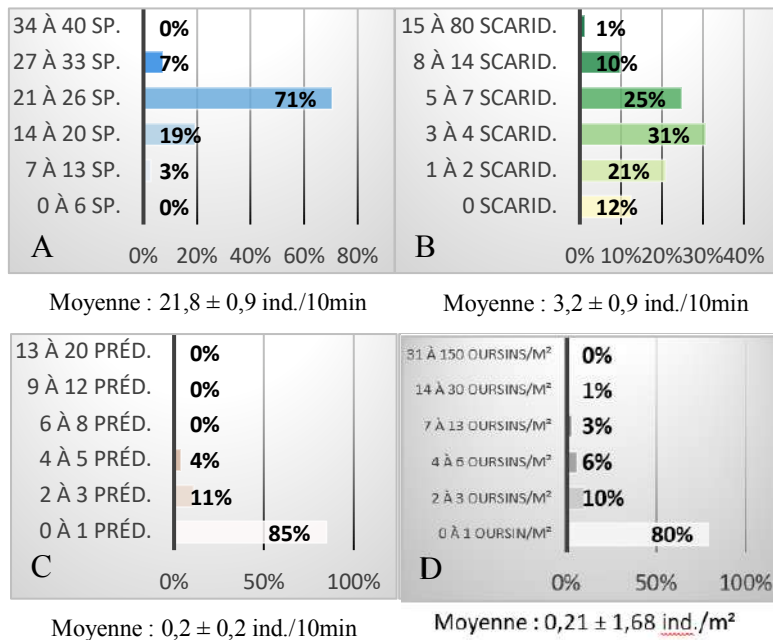 34 À 40 SP. 0%
27 À 33 SP. 7%
21 À 26 SP. 71%
14 À 20 SP. 19%
7 À 13 SP. 3%
0 À 6 SP. 0%
0% 20% 40% 60% 80%
A
Moyenne : 21,8 ± 0,9 ind./10min
15 À 80 SCARID. 1%
8 À 14 SCARID. 10%
5 À 7 SCARID. 25%
3 À 4 SCARID. 31%
1 À 2 SCARID. 21%
0 SCARID. 12%
0% 10% 20% 30% 40%
B
Moyenne : 3,2 ± 0,9 ind./10min
13 À 20 PRÉD. 0%
9 À 12 PRÉD. 0%
6 À 8 PRÉD. 0%
4 À 5 PRÉD. 4%
2 À 3 PRÉD. 11%
0 À 1 PRÉD. 85%
C
0% 50% 100%
Moyenne : 0,2 ± 0,2 ind./10min
31 À 150 OURSINS/M² 0%
14 À 30 OURSINS/M² 1%
7 À 13 OURSINS/M² 3%
4 À 6 OURSINS/M² 6%
2 À 3 OURSINS/M² 10%
0 À 1 OURSIN/M² 80%
D
0% 50% 100%
Moyenne : 0,21 ± 1,68 ind./m²